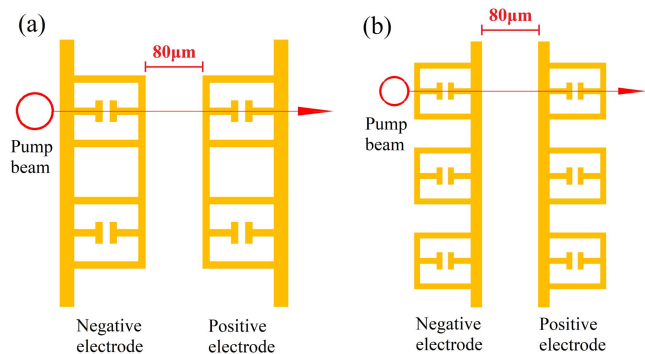 (a)
80μm
Pump
beam
Negative
electrode
Positive
electrode
(b)
80μm
Pump
beam
Negative
electrode
Positive
electrode